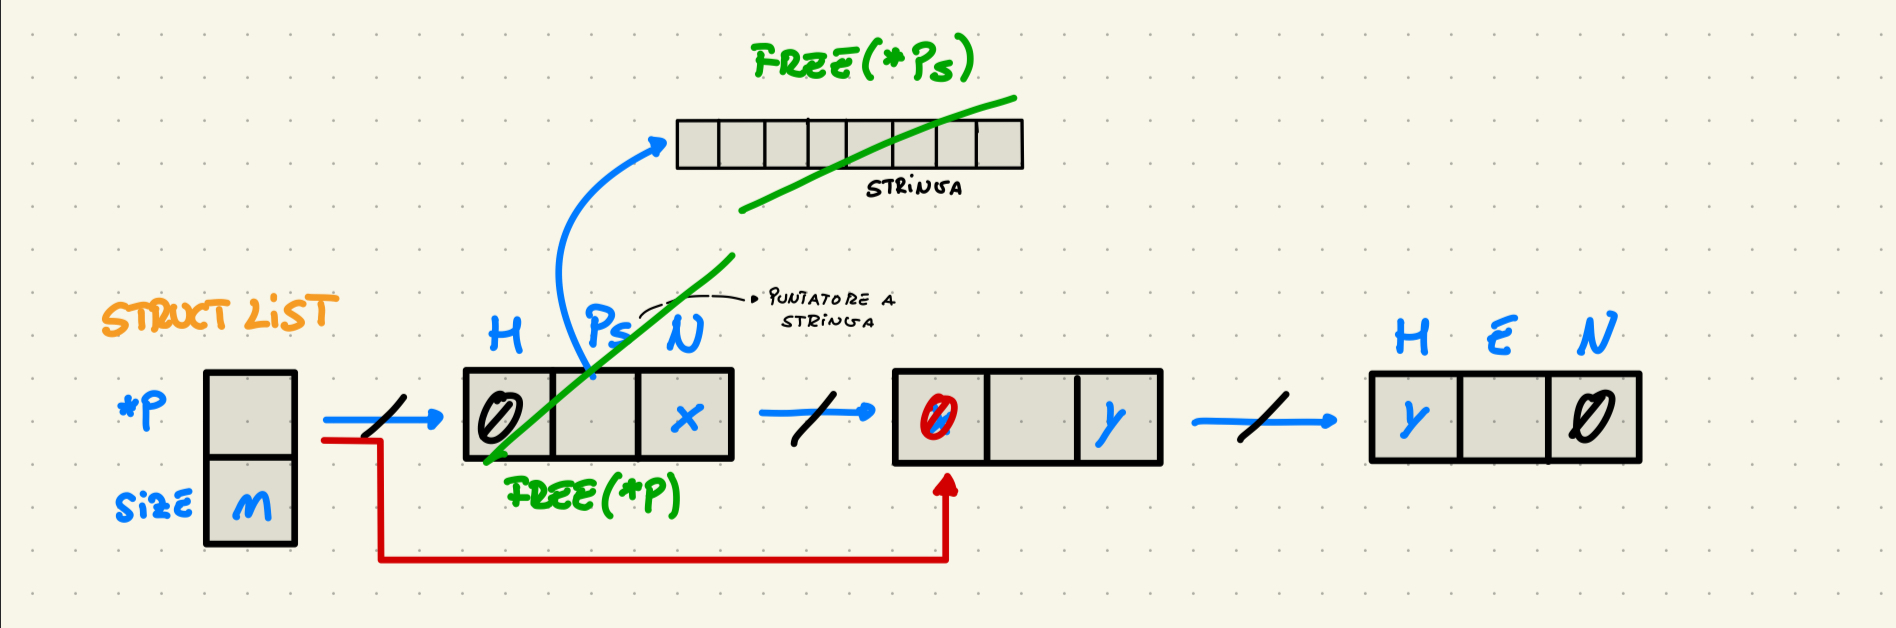 FREE(*Ps)
STRiNGA
STRUCT LiST
PUNTATORE A
STRiNGA
H Ps N
H E N
*P
Ø x
Ø y
y Ø
SiZE m
FREE(*P)